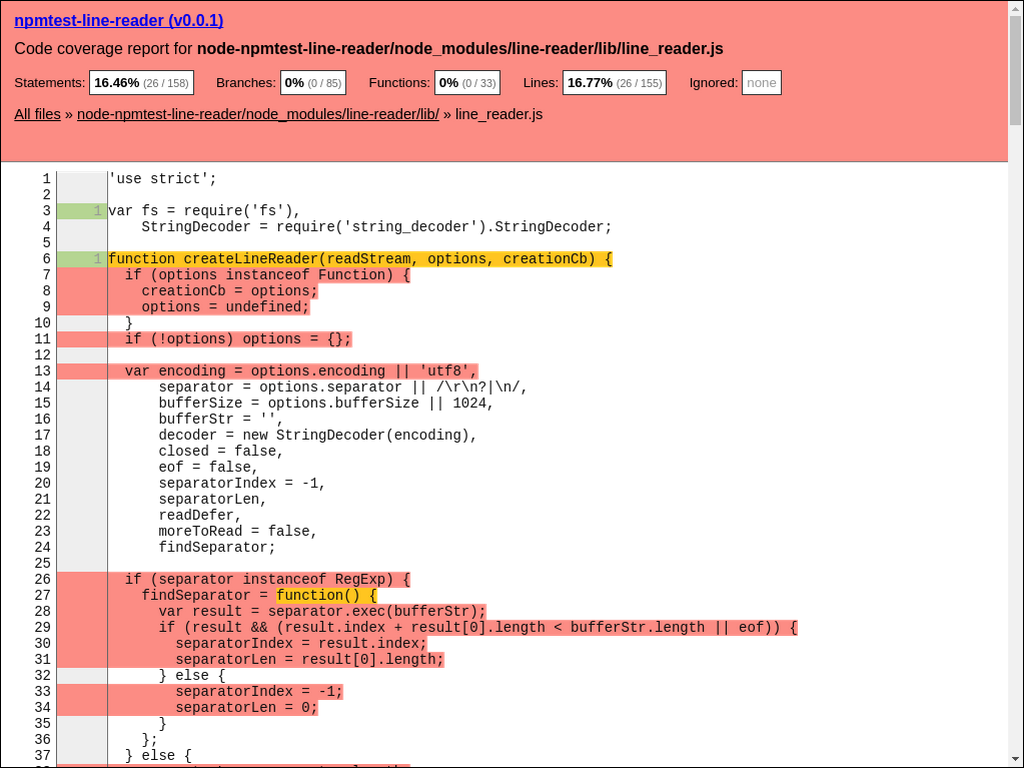 npmtest-line-reader (v0.0.1)
Code coverage report for node-npmtest-line-reader/node_modules/line-reader/lib/line_reader.js
Statements: 16.46% (26 / 158) Branches: 0% (0 / 85) Functions: 0% (0 / 33) Lines: 16.77% (26 / 155) Ignored: none
All files » node-npmtest-line-reader/node_modules/line-reader/lib/ » line_reader.js
1 'use strict';
2
3 1 var fs = require('fs'),
4 StringDecoder = require('string_decoder').StringDecoder;
5
6 1 function createLineReader(readStream, options, creationCb) {
7 if (options instanceof Function) {
8 creationCb = options;
9 options = undefined;
10 }
11 if (!options) options = {};
12
13 var encoding = options.encoding || 'utf8',
14 separator = options.separator || /\r\n?|\n/,
15 bufferSize = options.bufferSize || 1024,
16 bufferStr = '',
17 decoder = new StringDecoder(encoding),
18 closed = false,
19 eof = false,
20 separatorIndex = -1,
21 separatorLen,
22 readDefer,
23 moreToRead = false,
24 findSeparator;
25
26 if (separator instanceof RegExp) {
27 findSeparator = function() {
28 var result = separator.exec(bufferStr);
29 if (result && (result.index + result[0].length < bufferStr.length || eof)) {
30 separatorIndex = result.index;
31 separatorLen = result[0].length;
32 } else {
33 separatorIndex = -1;
34 separatorLen = 0;
35 }
36 };
37 } else {